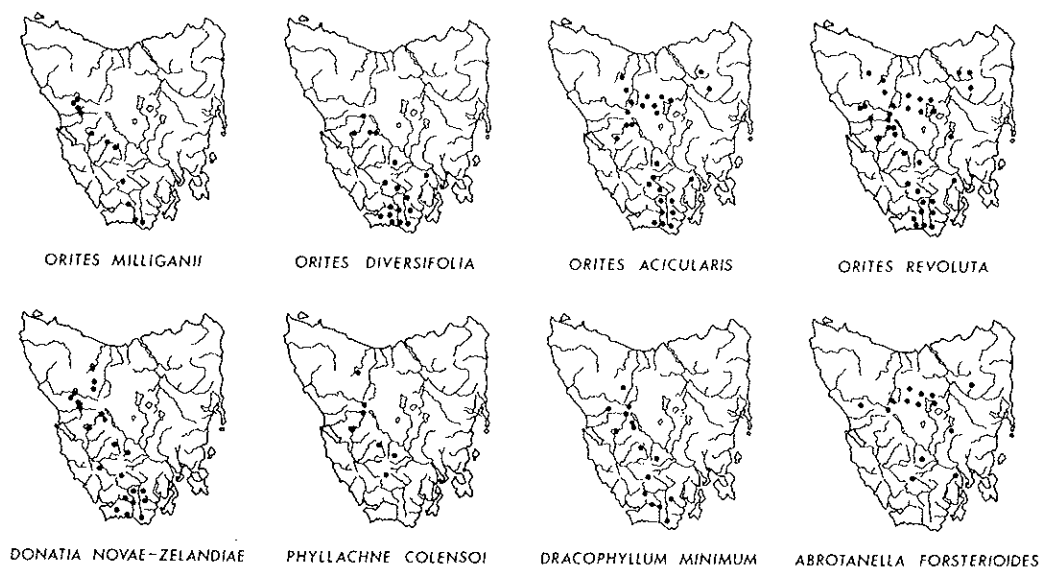 ORITES MILLIGANII
ORITES DIVERSIFOLIA
ORITES ACICULARIS
ORITES REVOLUTA
DONATIA NOVAE-ZELANDIAE
PHYLLACHNE COLENSOI
DRACOPHYLLUM MINIMUM
ABROTANELLA FORSTERIOIDES